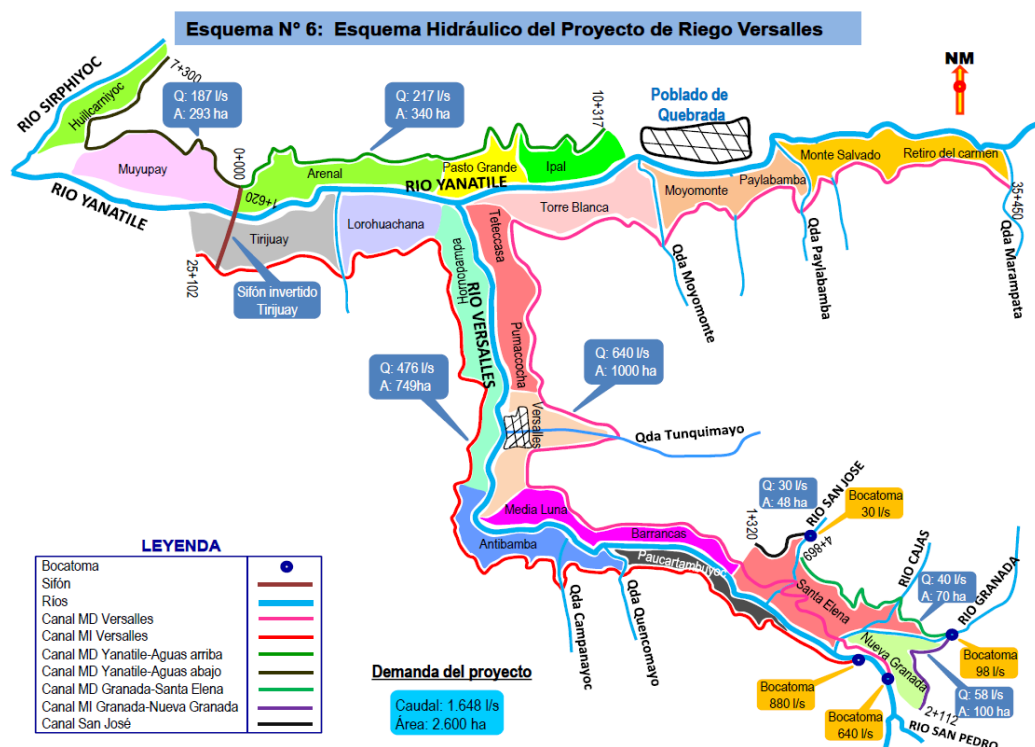 Esquema N° 6: Esquema Hidráulico del Proyecto de Riego Versalles
NM
RIO SIRPHIYOC
Huillcarniyoc
7+300
Q: 187 l/s
A: 293 ha
Q: 217 l/s
A: 340 ha
10+317
Poblado de
Quebrada
Muyupay
0+000
1+620
Arenal
Pasto Grande
Ipal
RIO YANATILE
RIO YANATILE
Monte Salvado
Retiro del carmen
Paylabamba
Moyomonte
Torre Blanca
35+450
Qda Marampata
Qda Paylabamba
Qda Moyomonte
Tirijuay
Lorohuachana
25+102
Sifón invertido
Tirijuay
Teteccasa
Hornopampa
RIO VERSALLES
Pumaccocha
Q: 476 l/s
A: 749ha
Q: 640 l/s
A: 1000 ha
Versalles
Qda Tunquimayo
Media Luna
Antibamba
Barrancas
Paucartambuyoc
Qda Campanayoc
Qda Quencomayo
Q: 30 l/s
A: 48 ha
1+320
RIO SAN JOSE
Bocatoma
30 l/s
4+869
RIO CAJAS
Santa Elena
Q: 40 l/s
A: 70 ha
RIO GRANADA
Nueva Granada
Bocatoma
98 l/s
Q: 58 l/s
A: 100 ha
2+112
Bocatoma
880 l/s
Bocatoma
640 l/s
RIO SAN PEDRO
LEYENDA
Bocatoma
Sifón
Ríos
Canal MD Versalles
Canal MI Versalles
Canal MD Yanatile-Aguas arriba
Canal MD Yanatile-Aguas abajo
Canal MD Granada-Santa Elena
Canal MI Granada-Nueva Granada
Canal San José
Demanda del proyecto
Caudal: 1.648 l/s
Área: 2.600 ha